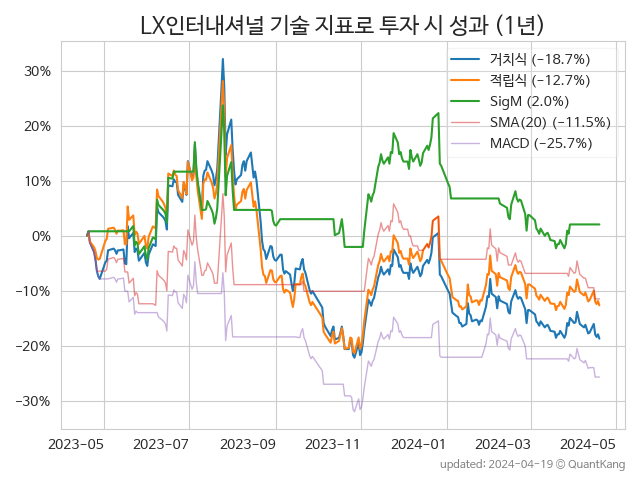 LX인터내셔널 기술 지표로 투자 시 성과 (1년)
거치식 (−18.7%)
적립식 (−12.7%)
SigM (2.0%)
SMA(20) (−11.5%)
MACD (−25.7%)
30%
20%
10%
0%
−10%
−20%
−30%
2023-05 2023-07 2023-09 2023-11 2024-01 2024-03 2024-05
updated: 2024-04-19 © QuantKang